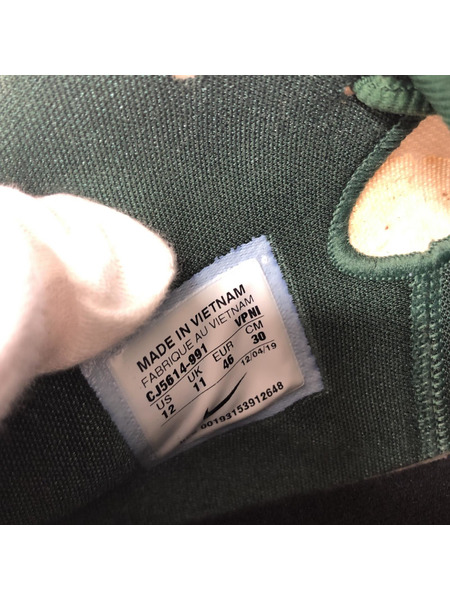 MADE IN VIETNAM
FABRIQUE AU VIETNAM
CJ5614-991 VPNI
US UK EUR CM
12 11 46 30
12/04/19
00193153912648